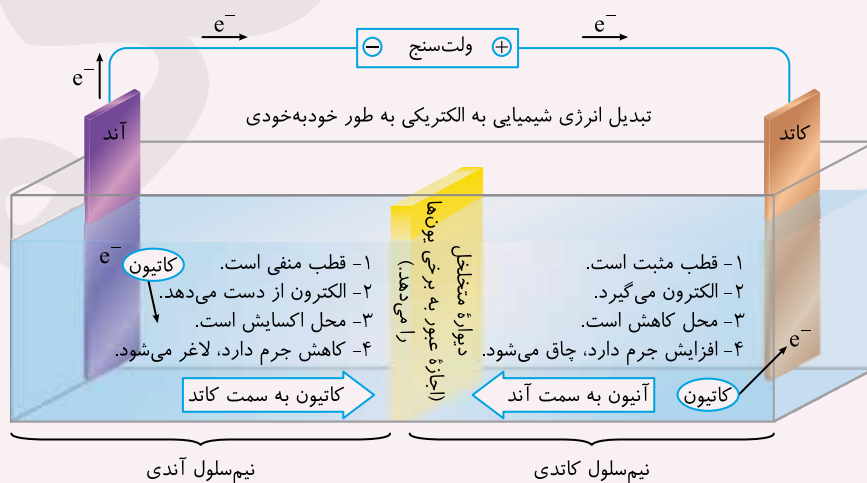 e⁻
e⁻
⊖ ولت‌سنج ⊕
e⁻
تبدیل انرژی شیمیایی به الکتریکی به طور خودبه‌خودی
کاتد
آند
دیوارهٔ متخلخل
(اجازهٔ عبور به برخی یون‌ها
را می‌دهد.)
۱- قطب مثبت است.
۲- الکترون می‌گیرد.
۳- محل کاهش است.
۴- افزایش جرم دارد، چاق می‌شود.
e⁻
کاتیون
آنیون به سمت آند
e⁻
کاتیون
۱- قطب منفی است.
۲- الکترون از دست می‌دهد.
۳- محل اکسایش است.
۴- کاهش جرم دارد، لاغر می‌شود.
کاتیون به سمت کاتد
نیم‌سلول کاتدی
نیم‌سلول آندی